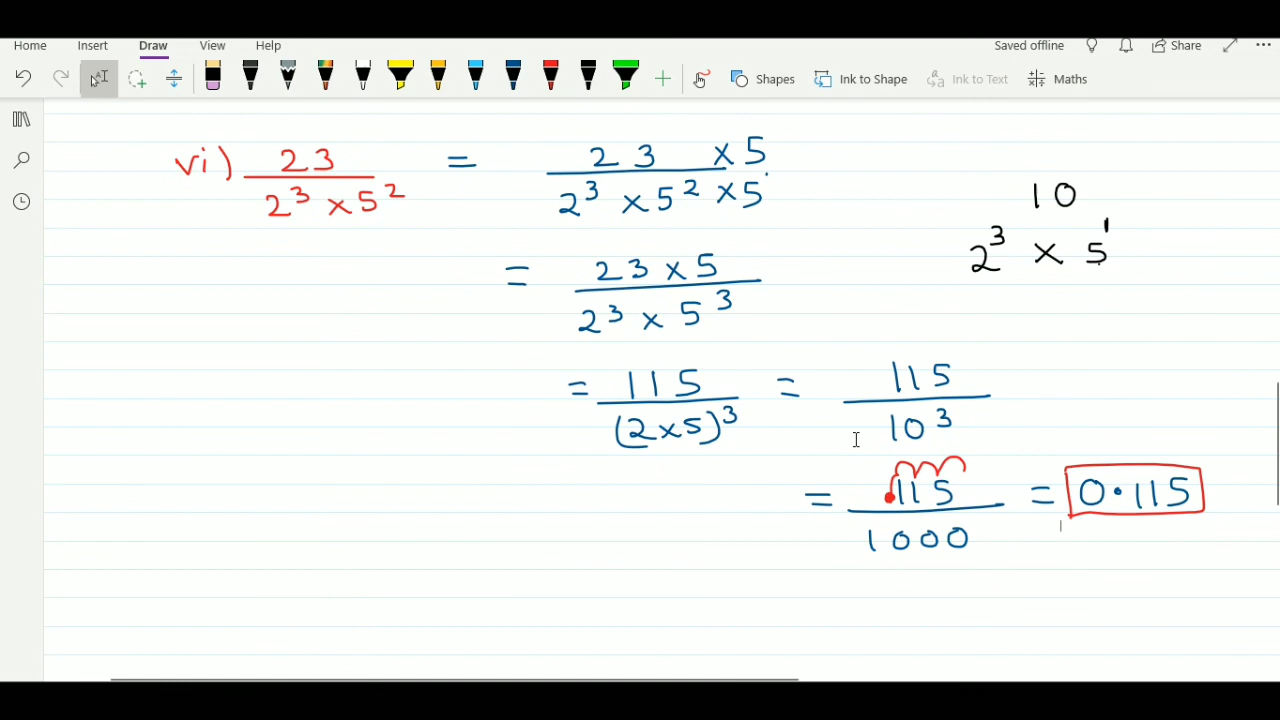 Home Insert Draw View Help Saved offline Share
Shapes Ink to Shape Ink to Text Maths
vi) 23 / 2³ × 5² = 23 × 5 / 2³ × 5² × 5
10
2³ × 5¹
= 23 × 5 / 2³ × 5³
= 115 / (2×5)³ = 115 / 10³
= .115 / 1000 = 0.115